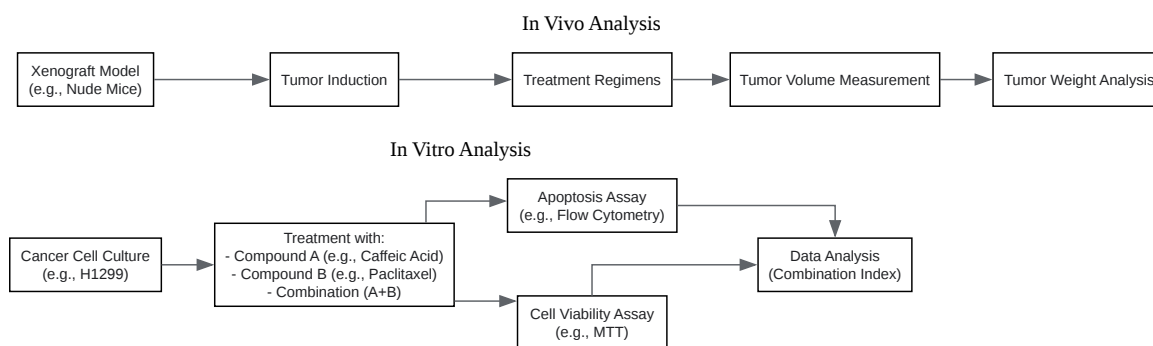 In Vivo Analysis
Xenograft Model
(e.g., Nude Mice)
Tumor Induction
Treatment Regimens
Tumor Volume Measurement
Tumor Weight Analysis
In Vitro Analysis
Cancer Cell Culture
(e.g., H1299)
Treatment with:
- Compound A (e.g., Caffeic Acid)
- Compound B (e.g., Paclitaxel)
- Combination (A+B)
Apoptosis Assay
(e.g., Flow Cytometry)
Cell Viability Assay
(e.g., MTT)
Data Analysis
(Combination Index)